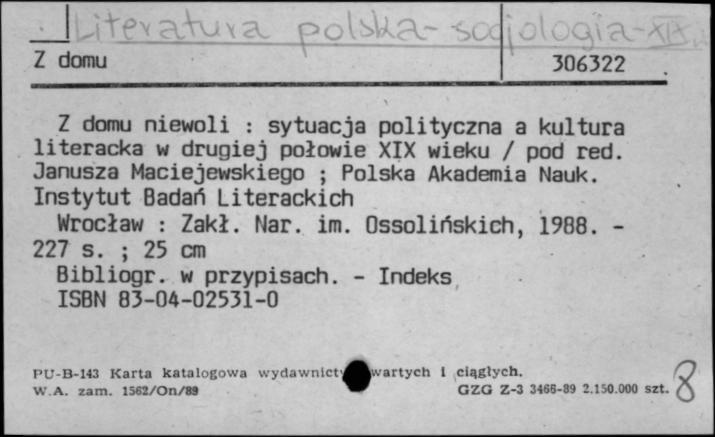 Literatura polska - socjologia - XIX w.
Z domu 306322
Z domu niewoli : sytuacja polityczna a kultura
literacka w drugiej połowie XIX wieku / pod red.
Janusza Maciejewskiego ; Polska Akademia Nauk.
Instytut Badań Literackich
Wrocław : Zakł. Nar. im. Ossolińskich, 1988. -
227 s. ; 25 cm
Bibliogr. w przypisach. - Indeks
ISBN 83-04-02531-0
PU-B-143 Karta katalogowa wydawnict wartych i ciągłych.
W.A. zam. 1562/On/89 GZG Z-3 3466-89 2.150.000 szt. 8